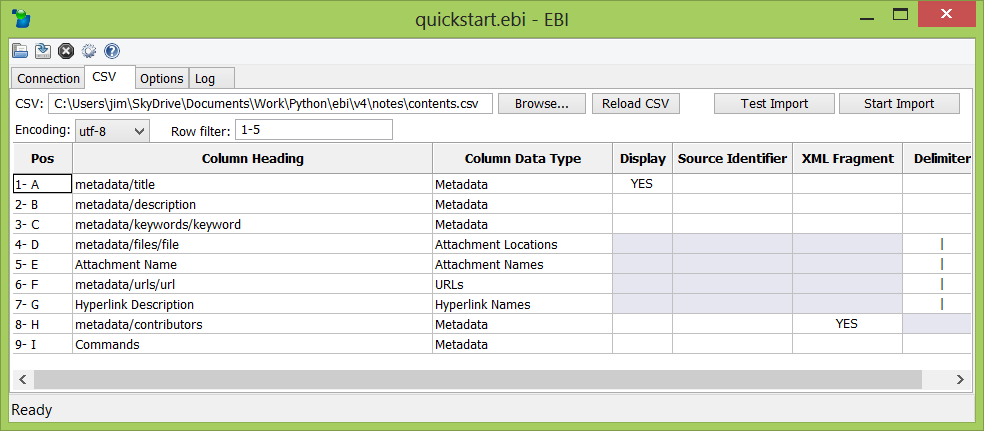 quickstart.ebi - EBI
Connection CSV Options Log
CSV: C:\Users\jim\SkyDrive\Documents\Work\Python\ebi\v4\notes\contents.csv Browse... Reload CSV Test Import Start Import
Encoding: utf-8 Row filter: 1-5
Pos Column Heading Column Data Type Display Source Identifier XML Fragment Delimiter
1- A metadata/title Metadata YES
2- B metadata/description Metadata
3- C metadata/keywords/keyword Metadata
4- D metadata/files/file Attachment Locations |
5- E Attachment Name Attachment Names |
6- F metadata/urls/url URLs |
7- G Hyperlink Description Hyperlink Names |
8- H metadata/contributors Metadata YES
9- I Commands Metadata
Ready